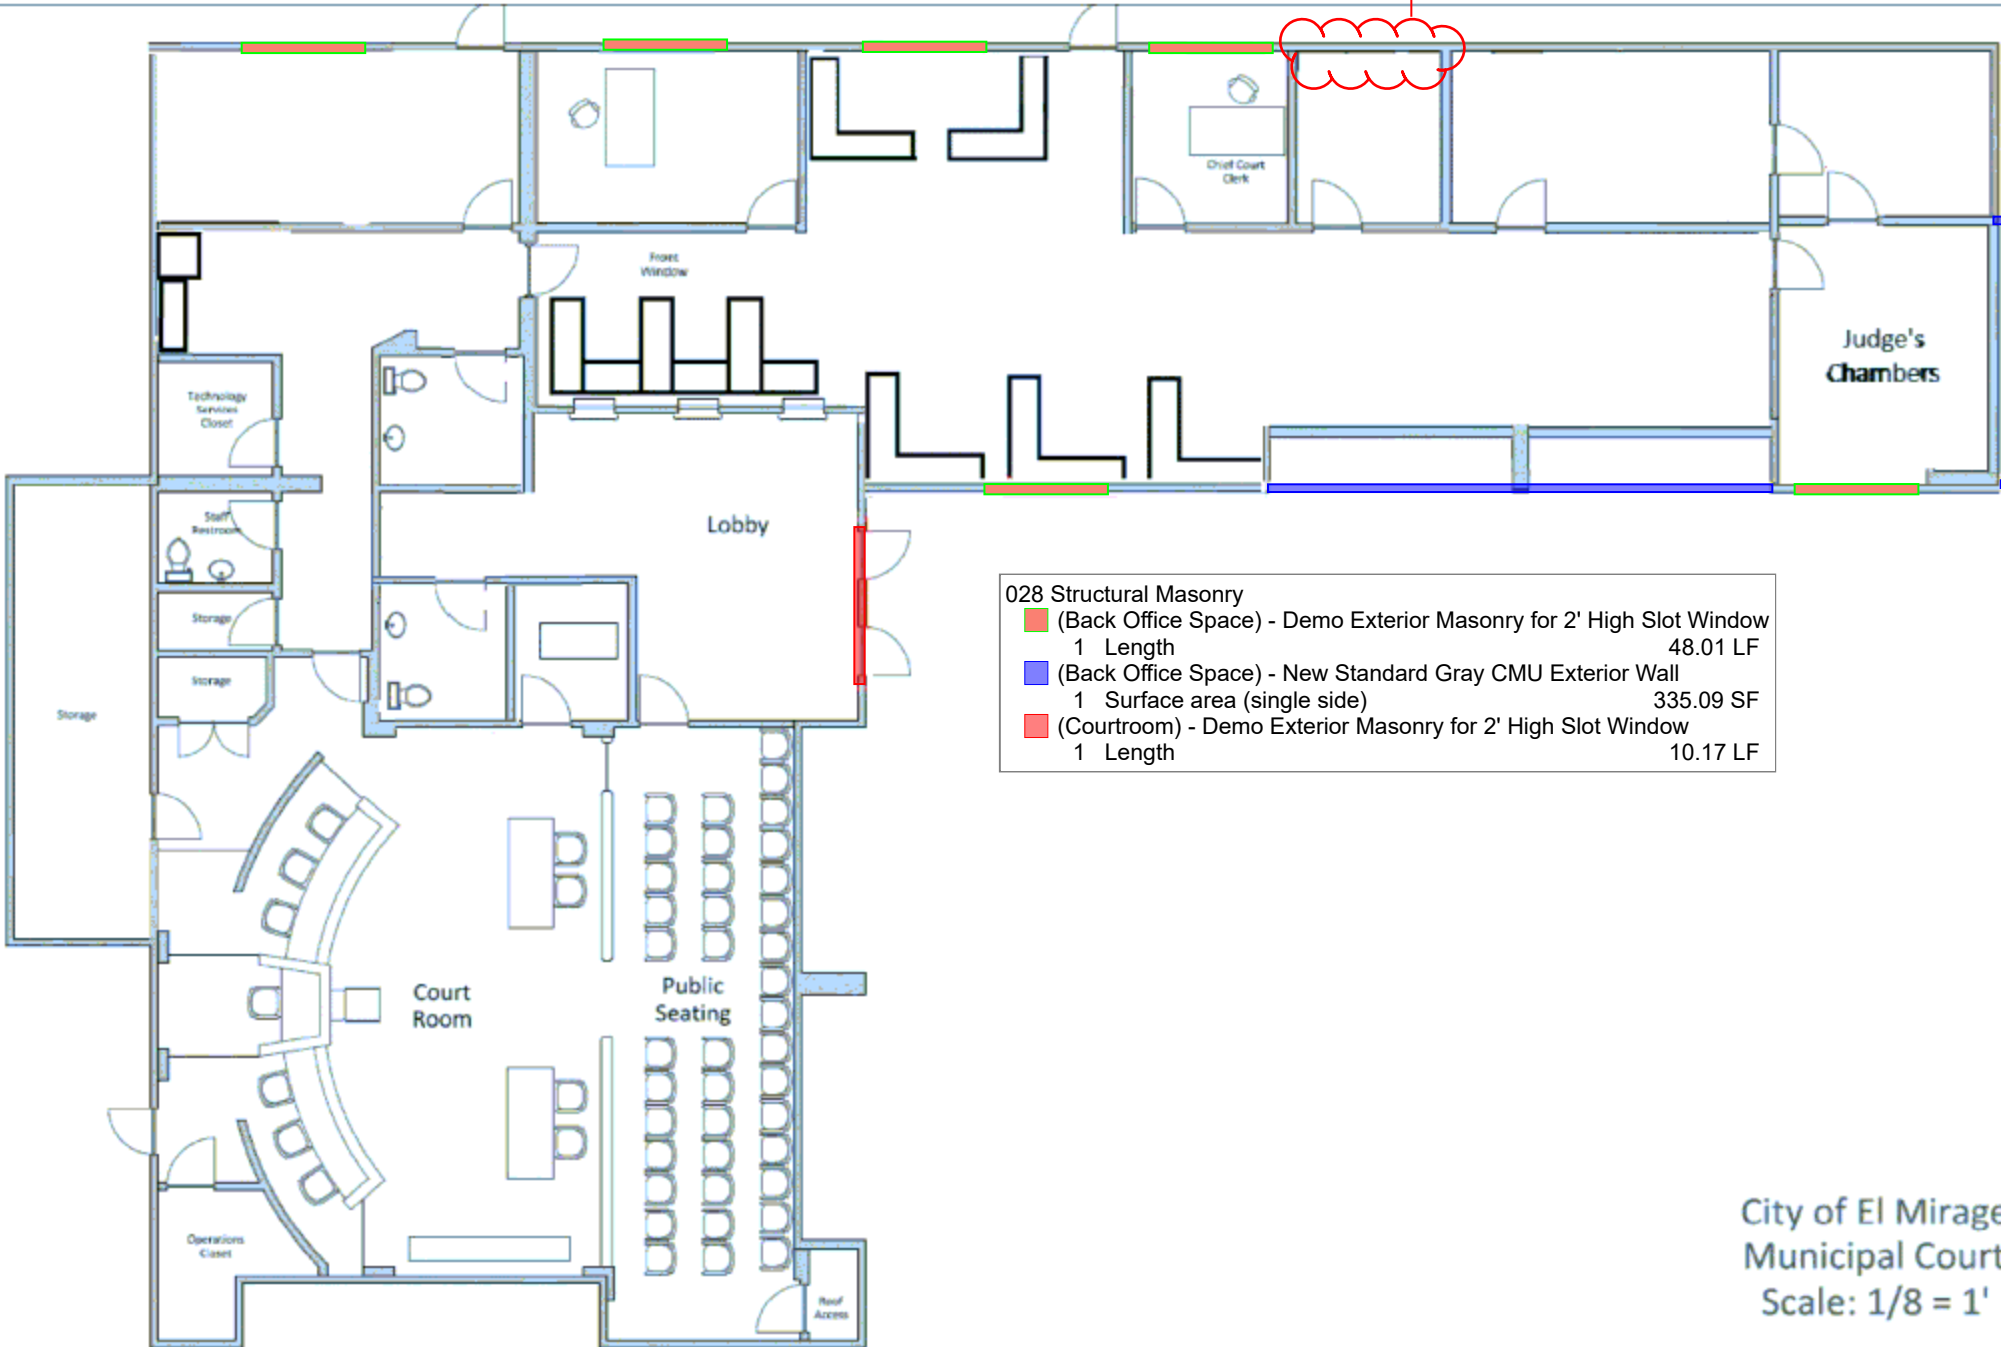 Chief Court
Clerk
Front
Window
Judge's
Chambers
Technology
Services
Closet
Staff
Restroom
Lobby
Storage
Storage
Storage
028 Structural Masonry
(Back Office Space) - Demo Exterior Masonry for 2' High Slot Window
1 Length 48.01 LF
(Back Office Space) - New Standard Gray CMU Exterior Wall
1 Surface area (single side) 335.09 SF
(Courtroom) - Demo Exterior Masonry for 2' High Slot Window
1 Length 10.17 LF
Court
Room
Public
Seating
Operations
Closet
Roof
Access
City of El Mirage
Municipal Court
Scale: 1/8 = 1'